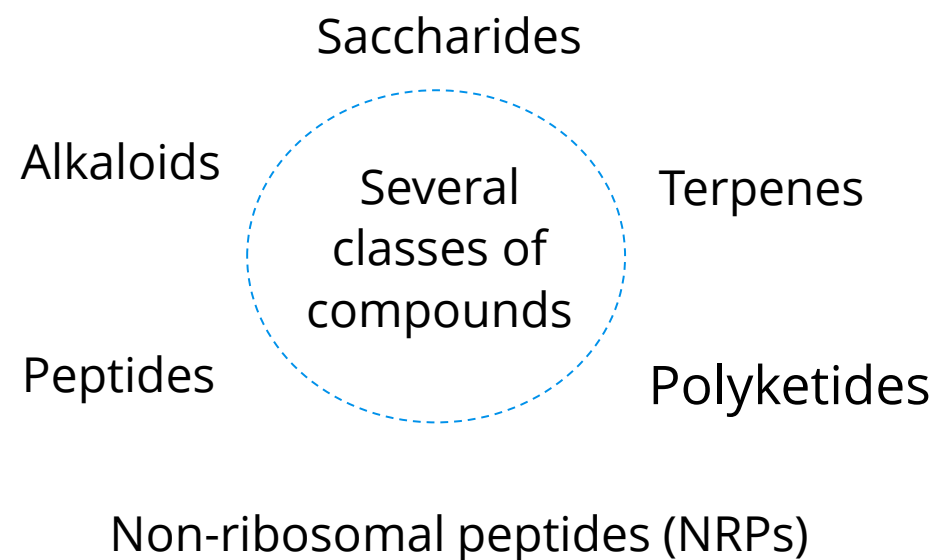 Saccharides
Alkaloids
Several
classes of
compounds
Terpenes
Peptides
Polyketides
Non-ribosomal peptides (NRPs)